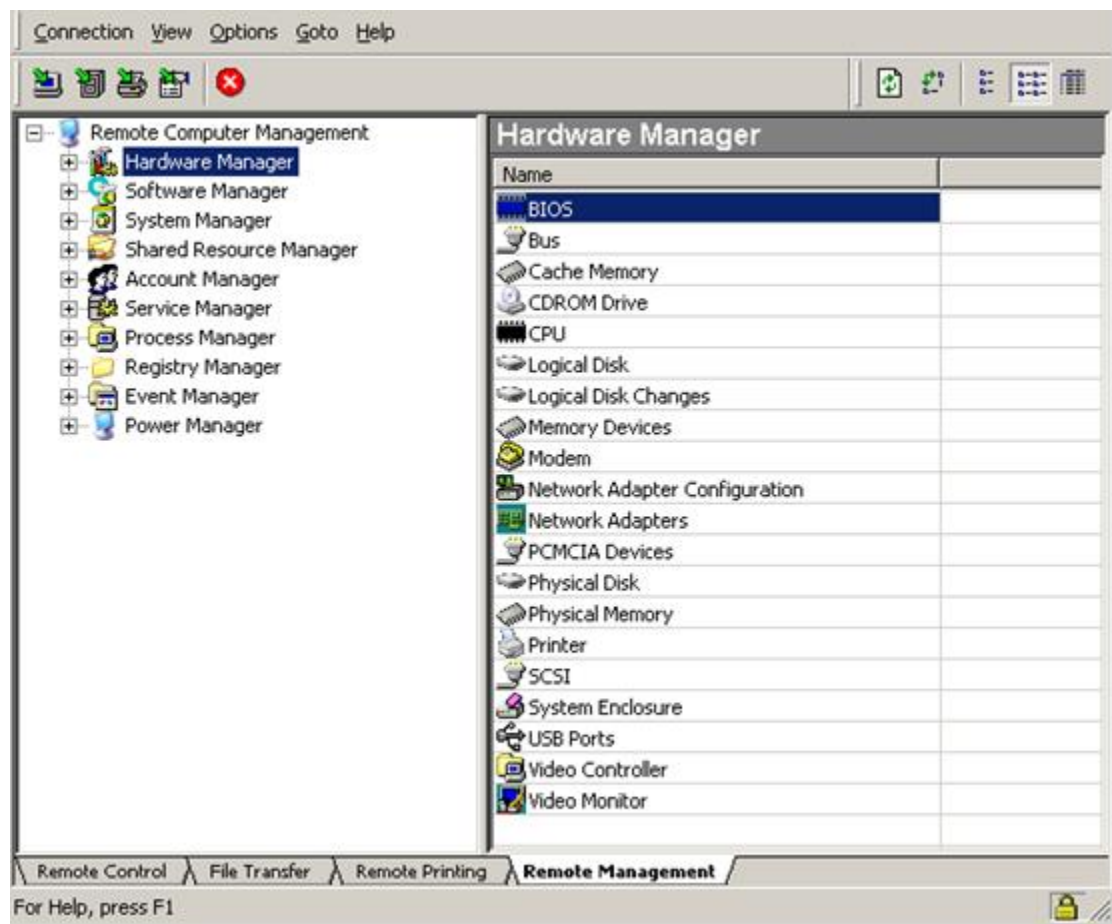 Connection View Options Goto Help
Remote Computer Management
Hardware Manager
Software Manager
System Manager
Shared Resource Manager
Account Manager
Service Manager
Process Manager
Registry Manager
Event Manager
Power Manager
Hardware Manager
Name
BIOS
Bus
Cache Memory
CDROM Drive
CPU
Logical Disk
Logical Disk Changes
Memory Devices
Modem
Network Adapter Configuration
Network Adapters
PCMCIA Devices
Physical Disk
Physical Memory
Printer
SCSI
System Enclosure
USB Ports
Video Controller
Video Monitor
Remote Control File Transfer Remote Printing Remote Management
For Help, press F1